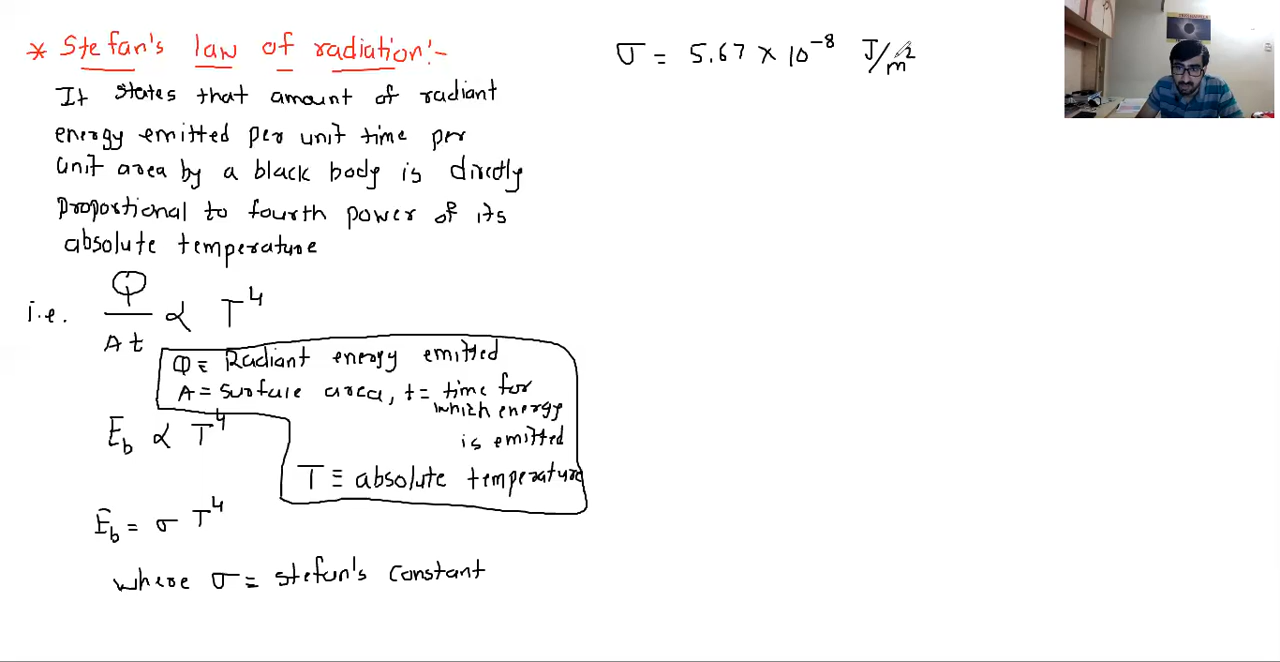 * Stefan's law of radiation:-
It states that amount of radiant
energy emitted per unit time per
unit area by a black body is directly
proportional to fourth power of its
absolute temperature
i.e. Q/At ∝ T⁴
Q ≡ Radiant energy emitted
A = surface area, t = time for
which energy
is emitted
T ≡ absolute temperature
E_b ∝ T⁴
E_b = σ T⁴
where σ = stefan's constant
σ = 5.67 × 10⁻⁸ J/m²